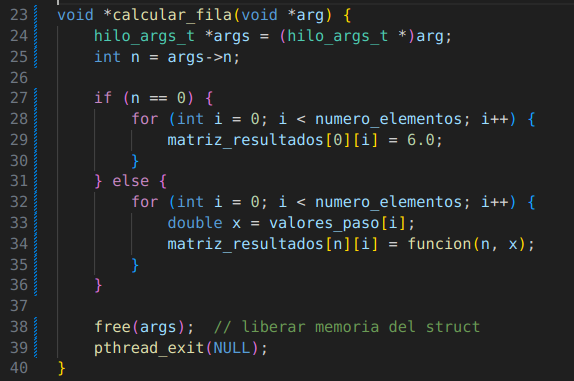 23 void *calcular_fila(void *arg) {
24     hilo_args_t *args = (hilo_args_t *)arg;
25     int n = args->n;
26
27     if (n == 0) {
28         for (int i = 0; i < numero_elementos; i++) {
29             matriz_resultados[0][i] = 6.0;
30         }
31     } else {
32         for (int i = 0; i < numero_elementos; i++) {
33             double x = valores_paso[i];
34             matriz_resultados[n][i] = funcion(n, x);
35         }
36     }
37
38     free(args);  // liberar memoria del struct
39     pthread_exit(NULL);
40 }